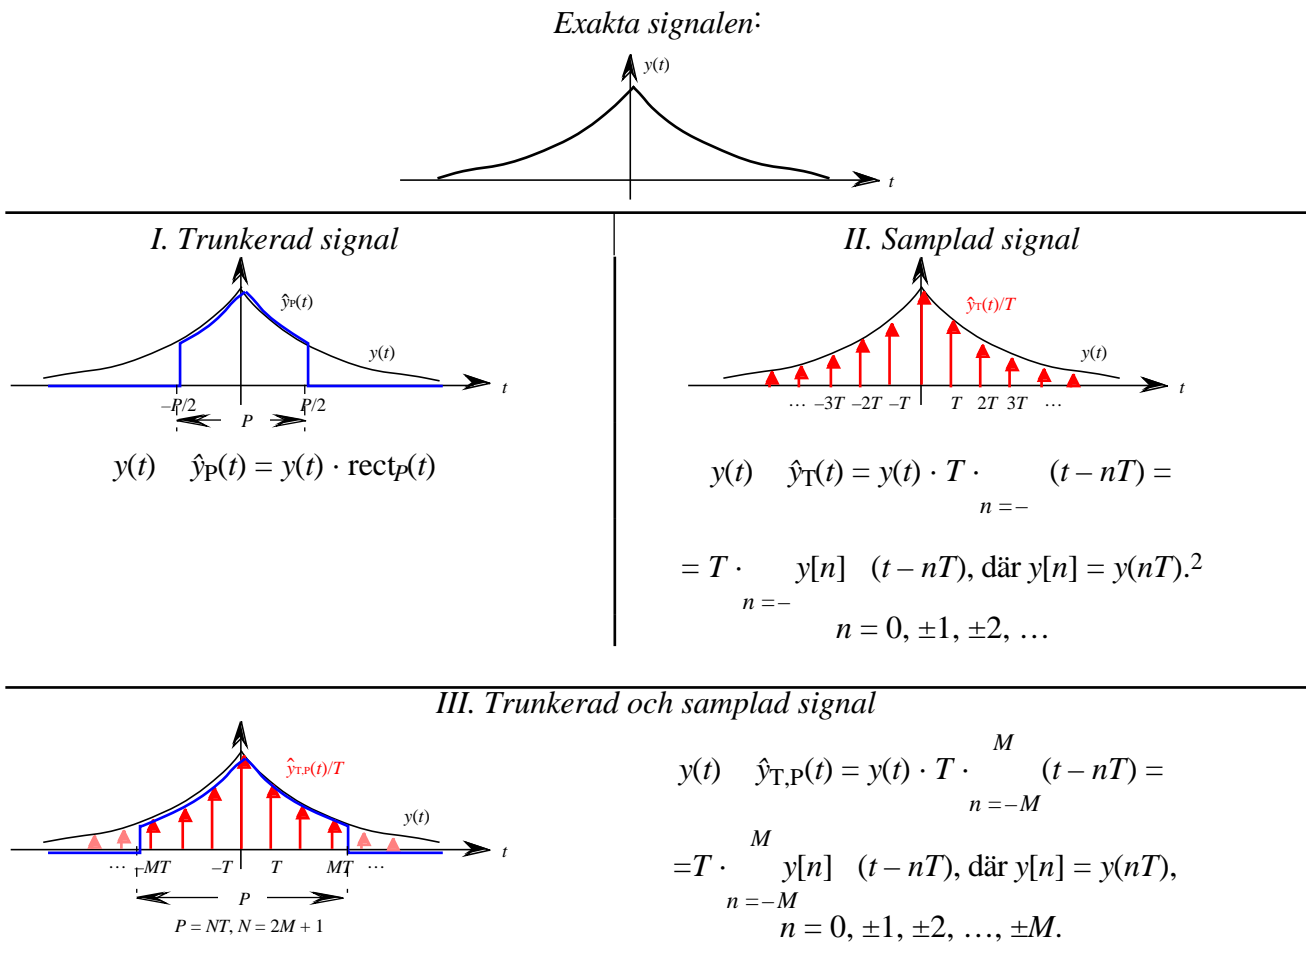 Exakta signalen:
y(t)
t
I. Trunkerad signal
ŷP(t)
y(t)
t
–P/2 P/2
P
y(t) ŷP(t) = y(t) · rectP(t)
II. Samplad signal
ŷT(t)/T
y(t)
t
… –3T –2T –T T 2T 3T …
y(t) ŷT(t) = y(t) · T · (t – nT) =
n = –
= T · y[n] (t – nT), där y[n] = y(nT).2
n = –
n = 0, ±1, ±2, …
III. Trunkerad och samplad signal
ŷT,P(t)/T
y(t)
t
… –MT –T T MT …
P
P = NT, N = 2M + 1
M
y(t) ŷT,P(t) = y(t) · T · (t – nT) =
n = –M
M
=T · y[n] (t – nT), där y[n] = y(nT),
n = –M
n = 0, ±1, ±2, …, ±M.